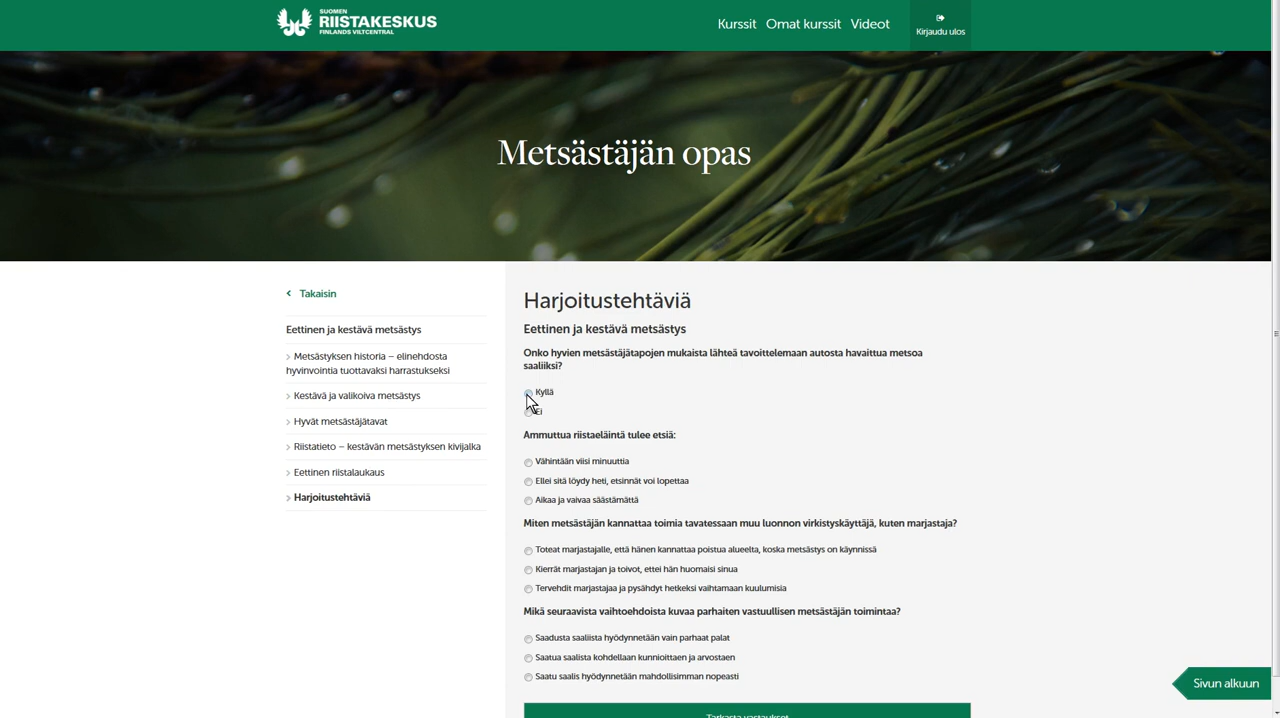 SUOMEN
RIISTAKESKUS
FINLANDS VILTCENTRAL
Kurssit Omat kurssit Videot
Kirjaudu ulos
Metsästäjän opas
Takaisin
Eettinen ja kestävä metsästys
Metsästyksen historia – elinehdosta
hyvinvointia tuottavaksi harrastukseksi
Kestävä ja valikoiva metsästys
Hyvät metsästäjätavat
Riistatieto – kestävän metsästyksen kivijalka
Eettinen riistalaukaus
Harjoitustehtäviä
Harjoitustehtäviä
Eettinen ja kestävä metsästys
Onko hyvien metsästäjätapojen mukaista lähteä tavoittelemaan autosta havaittua metsoa
saaliiksi?
Kyllä
Ei
Ammuttua riistaeläintä tulee etsiä:
Vähintään viisi minuuttia
Ellei sitä löydy heti, etsinnät voi lopettaa
Aikaa ja vaivaa säästämättä
Miten metsästäjän kannattaa toimia tavatessaan muu luonnon virkistyskäyttäjä, kuten marjastaja?
Toteat marjastajalle, että hänen kannattaa poistua alueelta, koska metsästys on käynnissä
Kierrät marjastajan ja toivot, ettei hän huomaisi sinua
Tervehdit marjastajaa ja pysähdyt hetkeksi vaihtamaan kuulumisia
Mikä seuraavista vaihtoehdoista kuvaa parhaiten vastuullisen metsästäjän toimintaa?
Saadusta saaliista hyödynnetään vain parhaat palat
Saatua saalista kohdellaan kunnioittaen ja arvostaen
Saatu saalis hyödynnetään mahdollisimman nopeasti
Sivun alkuun
Tarkasta vastaukset